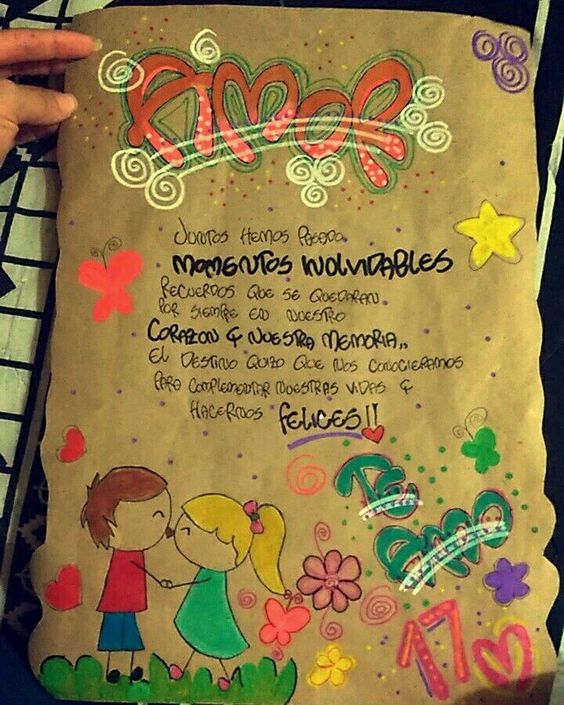 AMOR
JUNTOS HEMOS PASADO
MOMENTOS INOLVIDABLES
RECUERDOS QUE SE QUEDARAN
POR SIEMPRE EN NUESTRO
CORAZON & NUESTRA MEMORIA,,
EL DESTINO QUIZO QUE NOS CONOCIERAMOS
PARA COMPLEMENTAR NUESTRAS VIDAS &
HACERNOS FELICES!!
TE
AMO
17